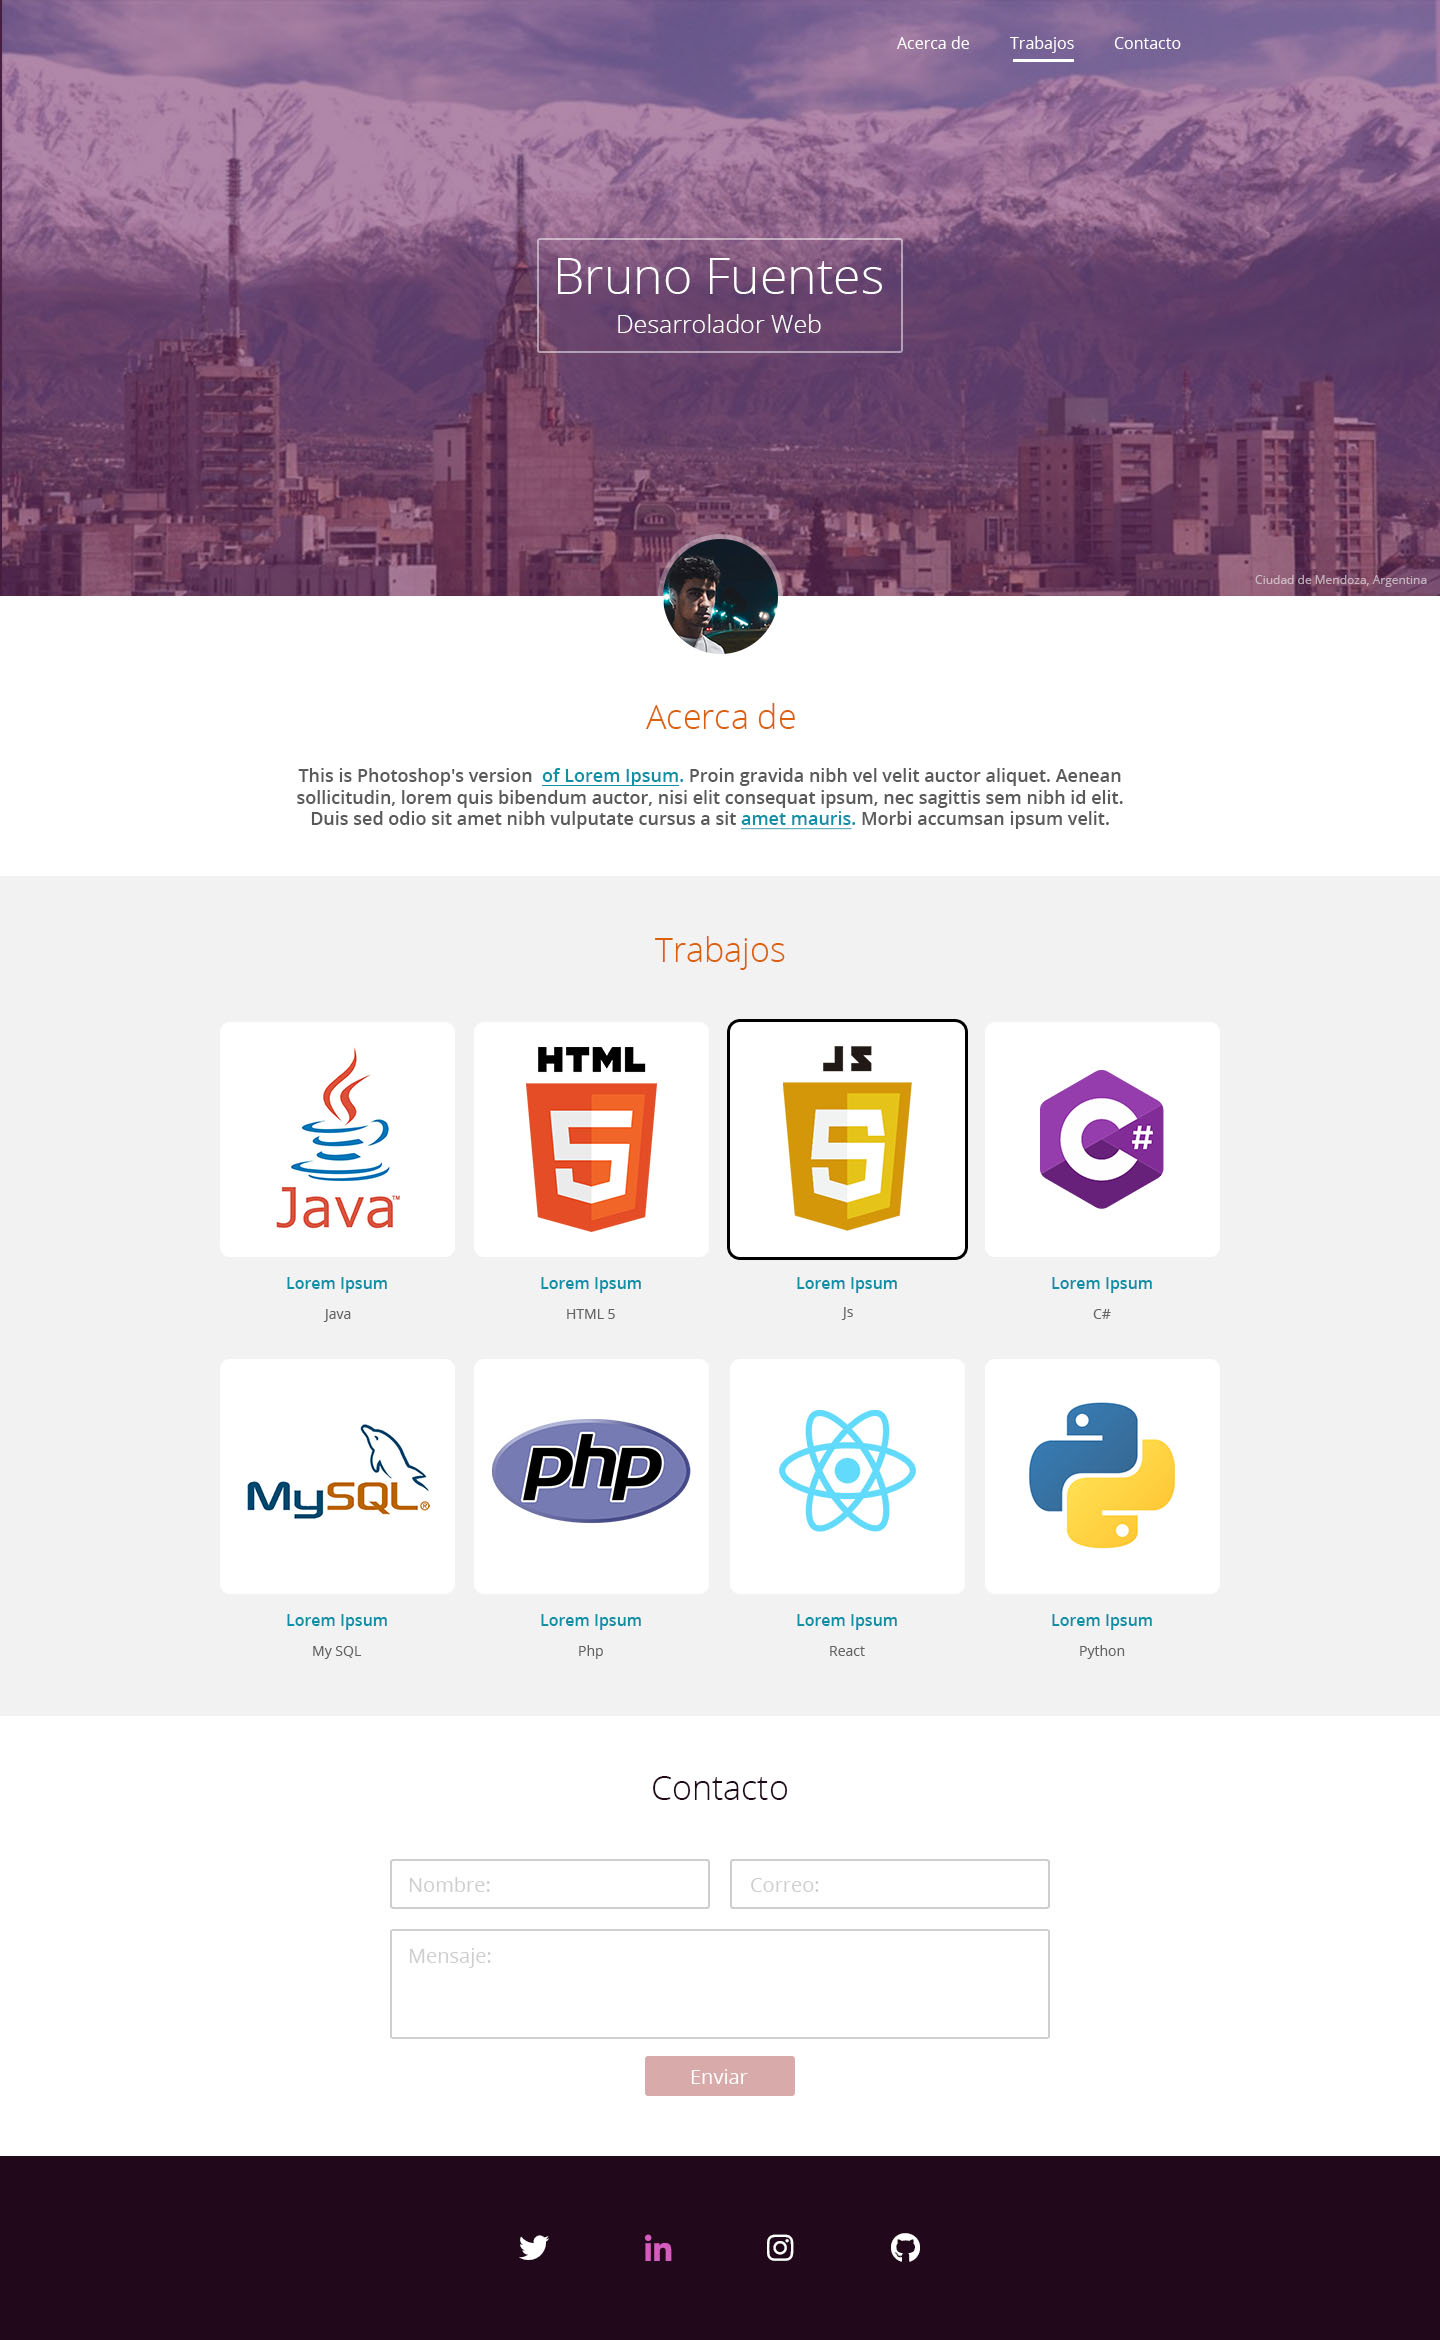 Acerca de Trabajos Contacto
Bruno Fuentes
Desarrolador Web
Ciudad de Mendoza, Argentina
Acerca de
This is Photoshop's version of Lorem Ipsum. Proin gravida nibh vel velit auctor aliquet. Aenean
sollicitudin, lorem quis bibendum auctor, nisi elit consequat ipsum, nec sagittis sem nibh id elit.
Duis sed odio sit amet nibh vulputate cursus a sit amet mauris. Morbi accumsan ipsum velit.
Trabajos
Java™
HTML
5
JS
5
C#
Lorem Ipsum Lorem Ipsum Lorem Ipsum Lorem Ipsum
Java HTML 5 Js C#
MySQL®
php
Lorem Ipsum Lorem Ipsum Lorem Ipsum Lorem Ipsum
My SQL Php React Python
Contacto
Nombre: Correo:
Mensaje:
Enviar
in